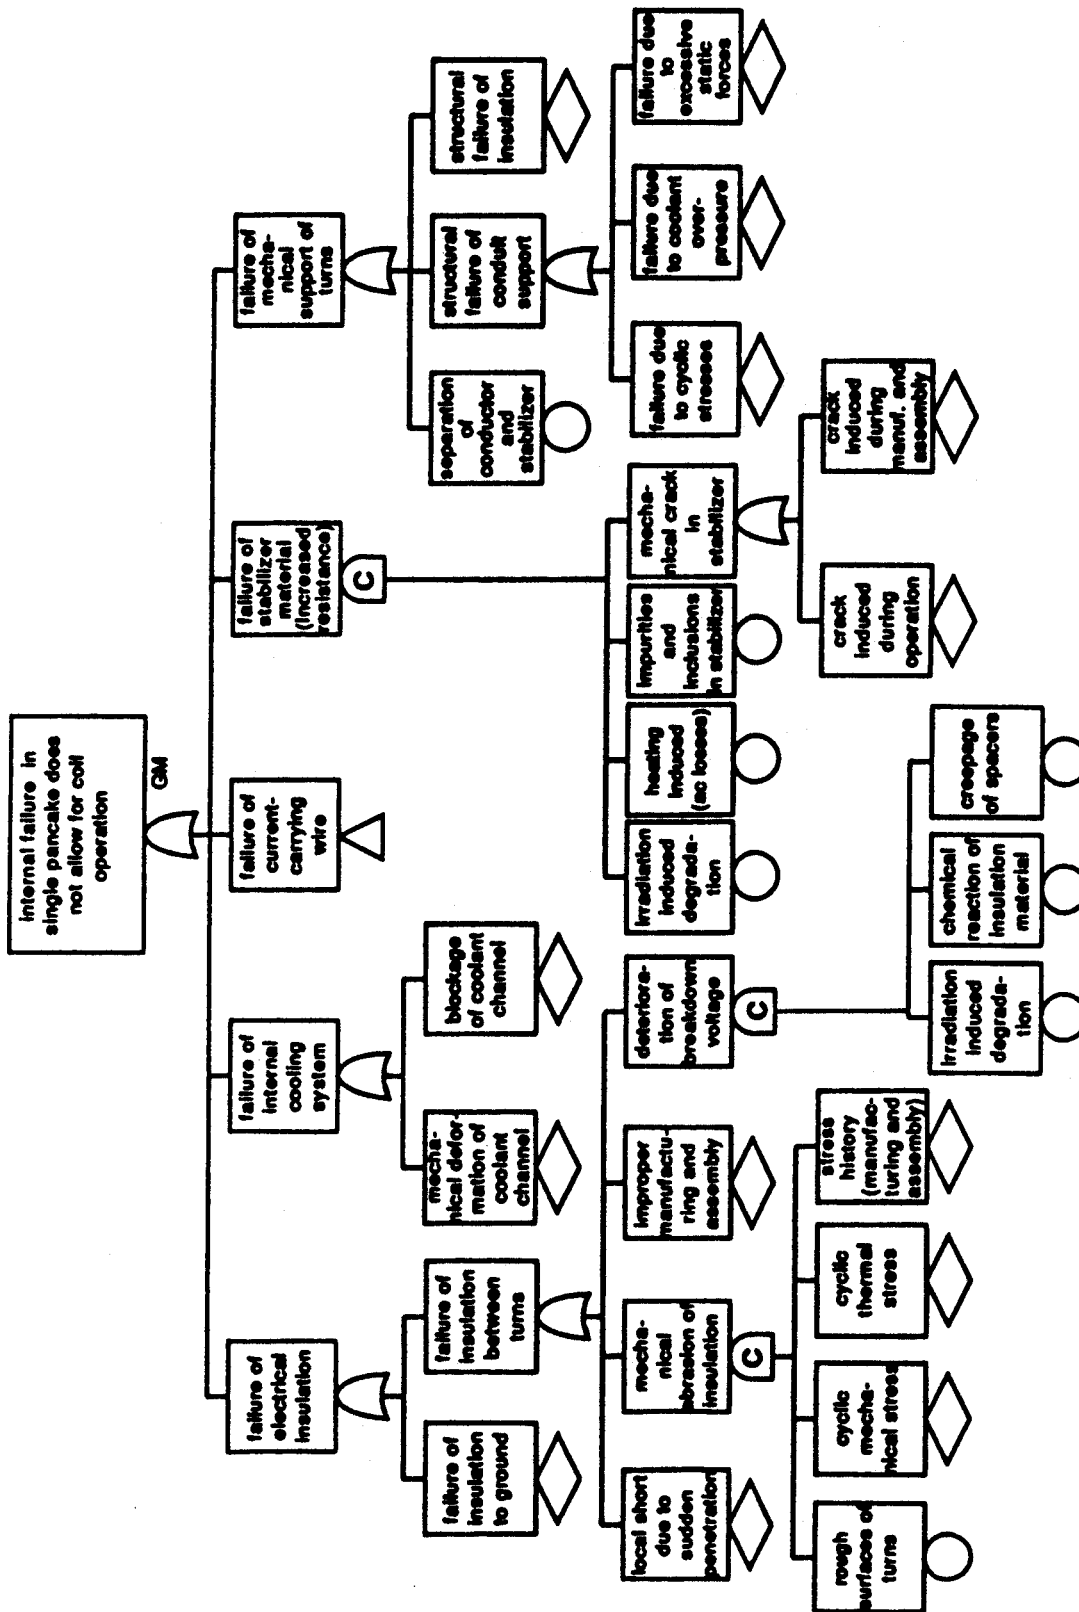 internal failure in
single pancake does
not allow for coil
operation
GM
failure of
electrical
insulation
failure of
internal
cooling
system
failure of
current-
carrying
wire
failure of
stabilizer
material
(increased
resistance)
failure of
mecha-
nical
support of
turns
failure of
insulation
to ground
failure of
insulation
between
turns
mecha-
nical defor-
mation of
coolant
channel
blockage
of coolant
channel
separation
of
conductor
and
stabilizer
structural
failure of
conduit
support
structural
failure of
insulation
local short
due to
sudden
penetration
mecha-
nical
abrasion of
insulation
C
improper
manufactu-
ring and
assembly
deteriora-
tion of
breakdown
voltage
C
irradiation
induced
degrada-
tion
heating
induced
(ac losses)
impurities
and
inclusions
in stabilizer
mecha-
nical crack
in
stabilizer
C
failure due
to cyclic
stresses
failure due
to coolant
over-
pressure
failure due
to
excessive
static
forces
rough
surfaces of
turns
cyclic
mecha-
nical stress
cyclic
thermal
stress
stress
history
(manufac-
turing and
assembly)
irradiation
induced
degrada-
tion
chemical
reaction of
insulation
material
creepage
of spacers
crack
induced
during
operation
crack
induced
during
manuf. and
assembly